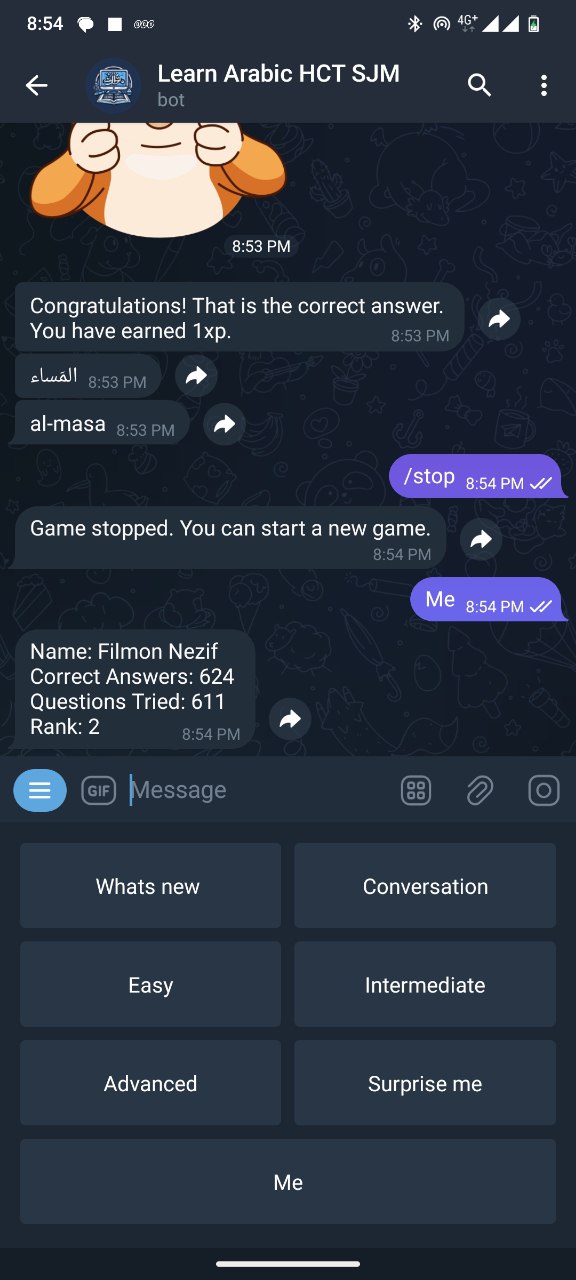 8:54
4G+
Learn Arabic HCT SJM
bot
8:53 PM
Congratulations! That is the correct answer.
You have earned 1xp.
8:53 PM
المَساء
8:53 PM
al-masa
8:53 PM
/stop
8:54 PM
Game stopped. You can start a new game.
8:54 PM
Me
8:54 PM
Name: Filmon Nezif
Correct Answers: 624
Questions Tried: 611
Rank: 2
8:54 PM
GIF
Message
Whats new
Conversation
Easy
Intermediate
Advanced
Surprise me
Me